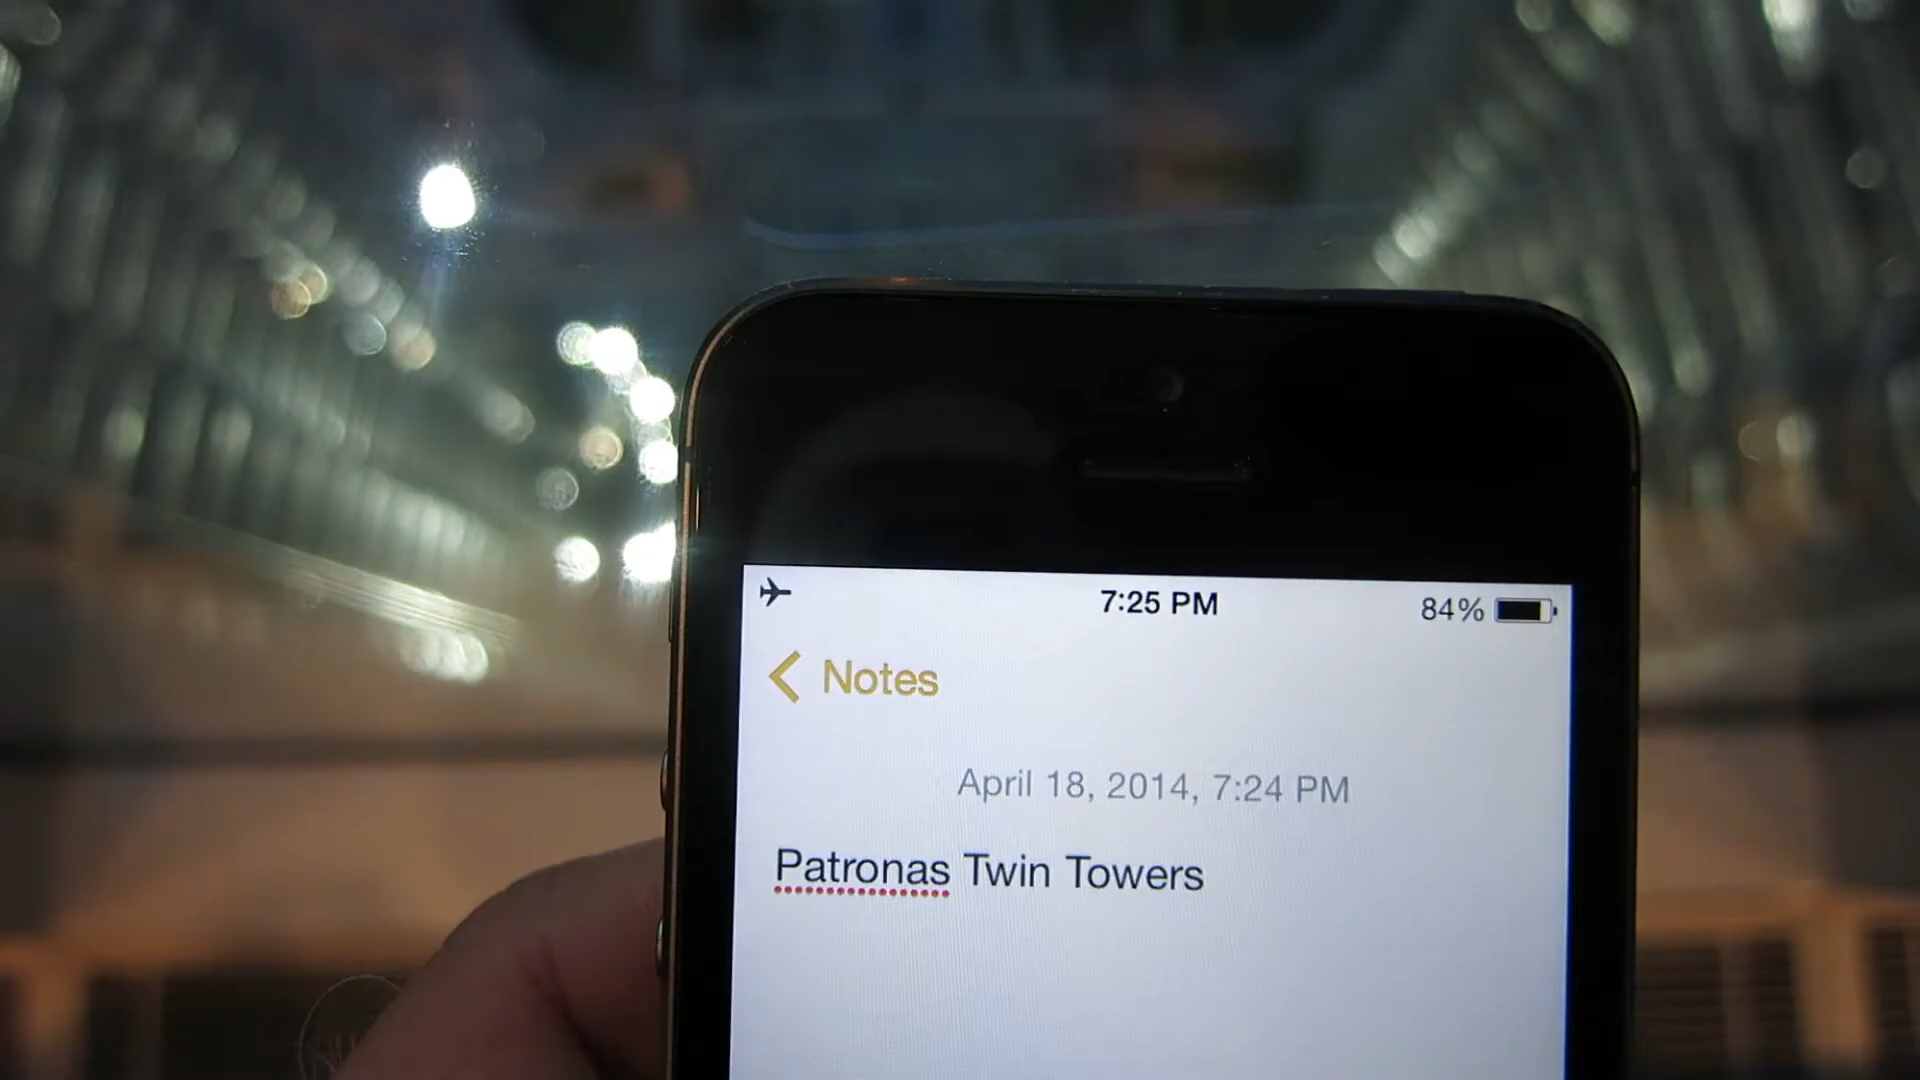 7:25 PM 84%
Notes
April 18, 2014, 7:24 PM
Patronas Twin Towers